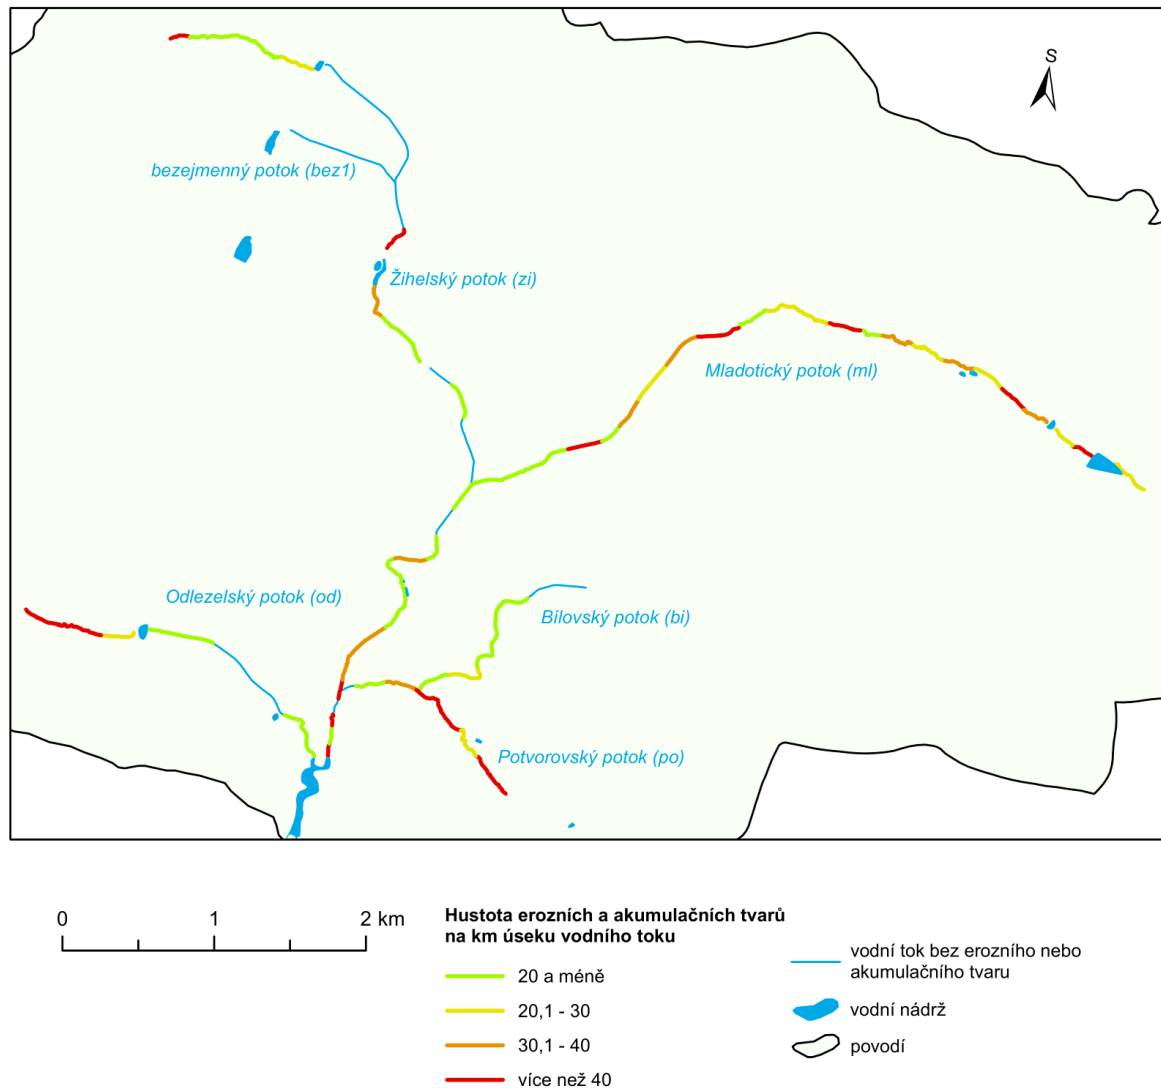 S
bezejmenný potok (bez1)
Žihelský potok (zi)
Mladotický potok (ml)
Odlezelský potok (od)
Bílovský potok (bi)
Potvorovský potok (po)
0 1 2 km
Hustota erozních a akumulačních tvarů
na km úseku vodního toku
20 a méně
20,1 - 30
30,1 - 40
více než 40
vodní tok bez erozního nebo
akumulačního tvaru
vodní nádrž
povodí